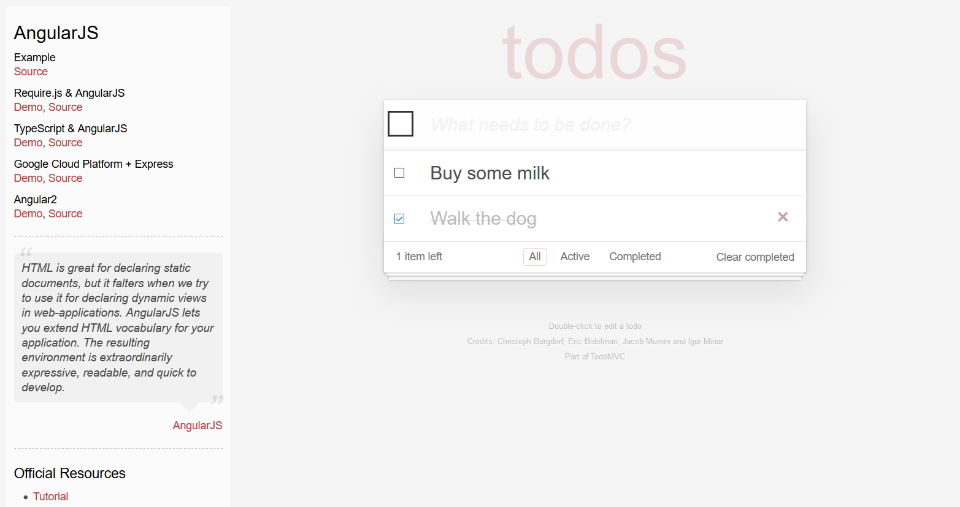 AngularJS
Example
Source
Require.js & AngularJS
Demo, Source
TypeScript & AngularJS
Demo, Source
Google Cloud Platform + Express
Demo, Source
Angular2
Demo, Source
“
HTML is great for declaring static
documents, but it falters when we try
to use it for declaring dynamic views
in web-applications. AngularJS lets
you extend HTML vocabulary for your
application. The resulting
environment is extraordinarily
expressive, readable, and quick to
develop.
”
AngularJS
Official Resources
• Tutorial
todos
What needs to be done?
Buy some milk
Walk the dog ×
1 item left All Active Completed Clear completed
Double-click to edit a todo
Credits: Christoph Burgdorf, Eric Bidelman, Jacob Mumm and Igor Minar
Part of TodoMVC